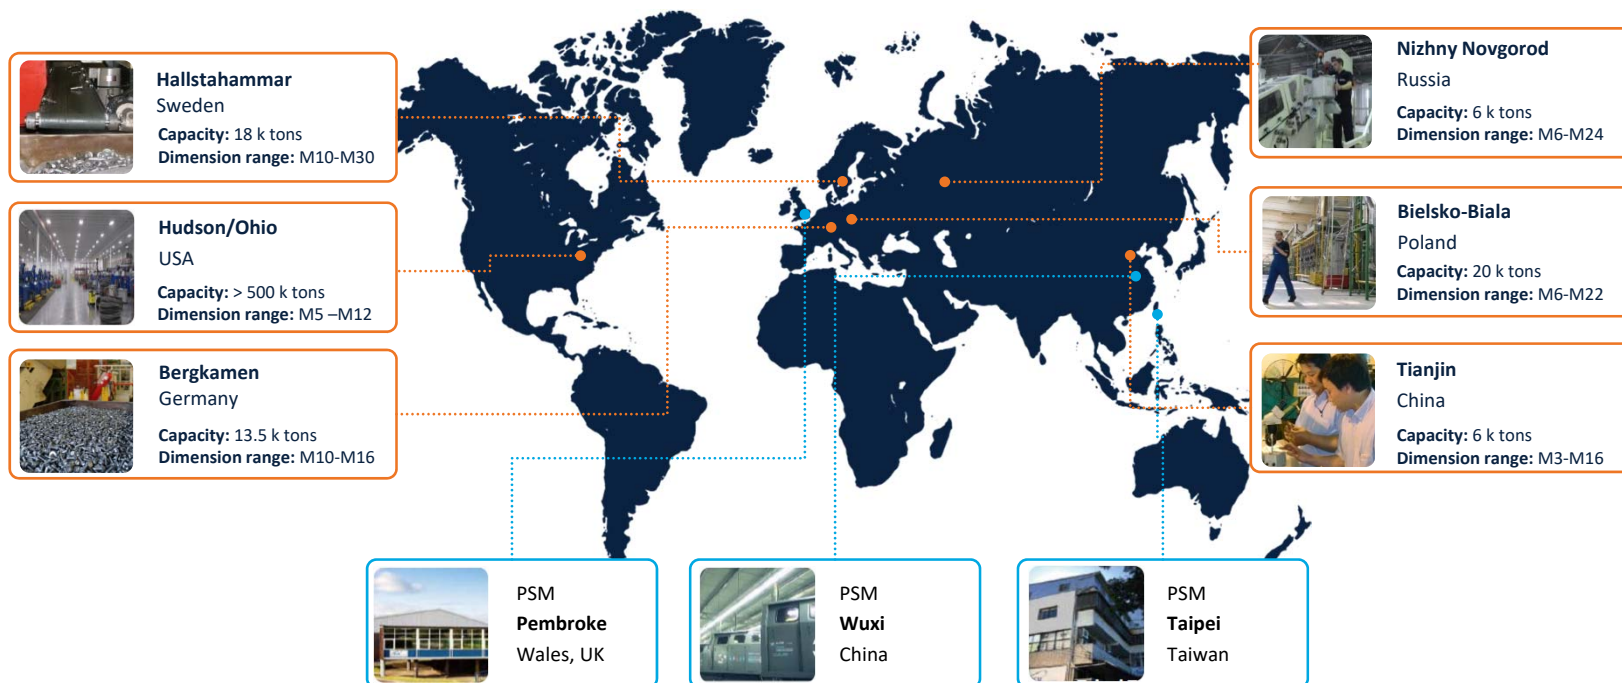 Hallstahammar
Sweden
Capacity: 18 k tons
Dimension range: M10-M30
Hudson/Ohio
USA
Capacity: > 500 k tons
Dimension range: M5 –M12
Bergkamen
Germany
Capacity: 13.5 k tons
Dimension range: M10-M16
Nizhny Novgorod
Russia
Capacity: 6 k tons
Dimension range: M6-M24
Bielsko-Biala
Poland
Capacity: 20 k tons
Dimension range: M6-M22
Tianjin
China
Capacity: 6 k tons
Dimension range: M3-M16
PSM
Pembroke
Wales, UK
PSM
Wuxi
China
PSM
Taipei
Taiwan